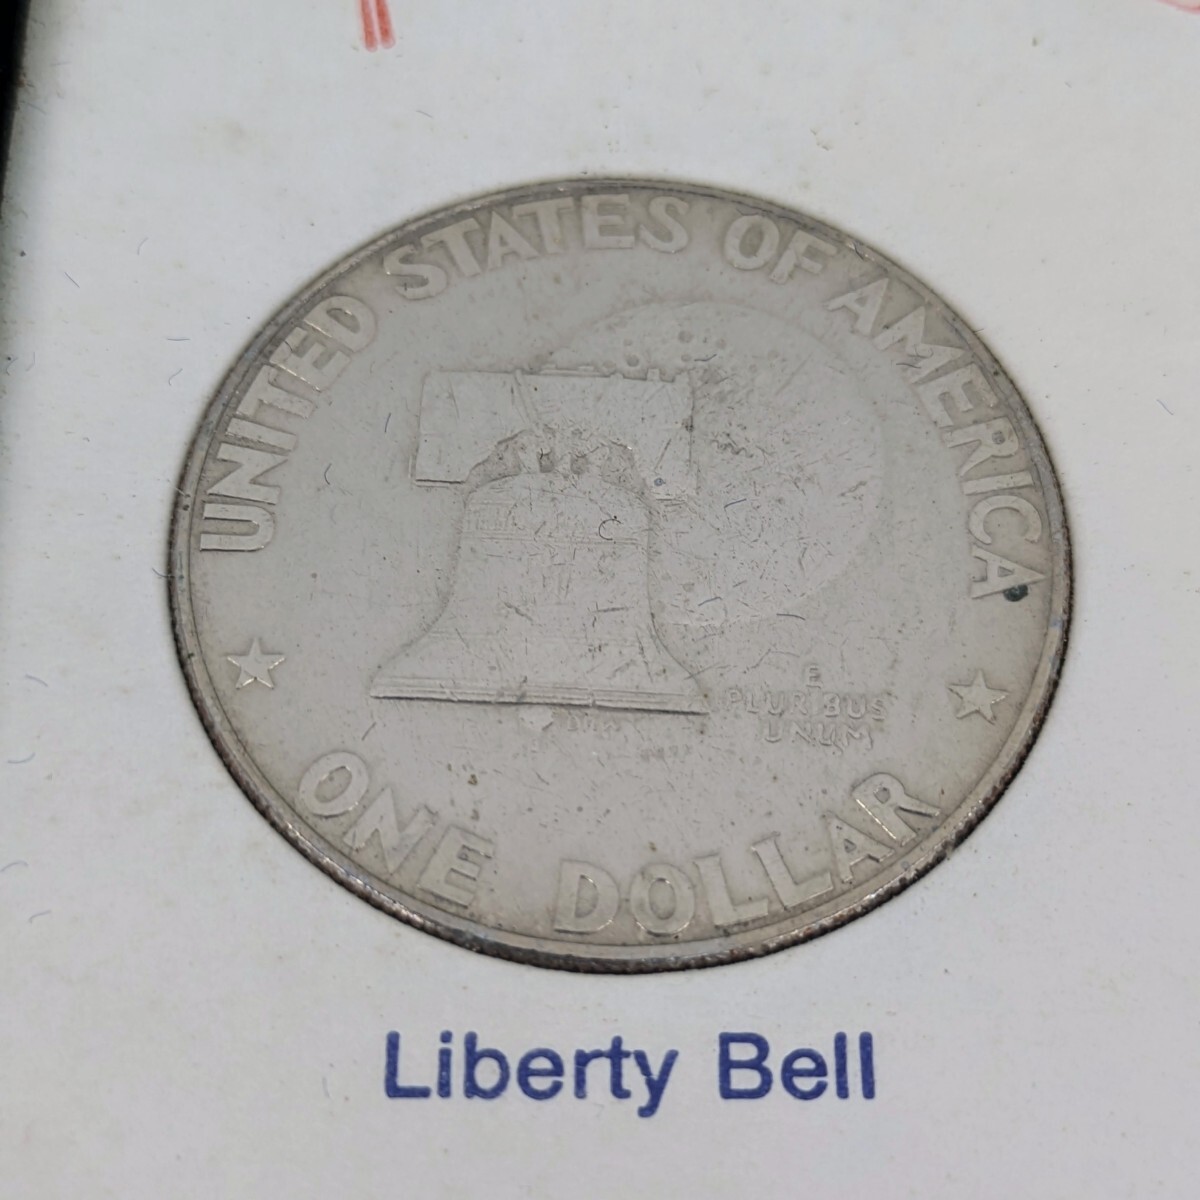 UNITED STATES OF AMERICA
E
PLURIBUS
UNUM
ONE DOLLAR
Liberty Bell